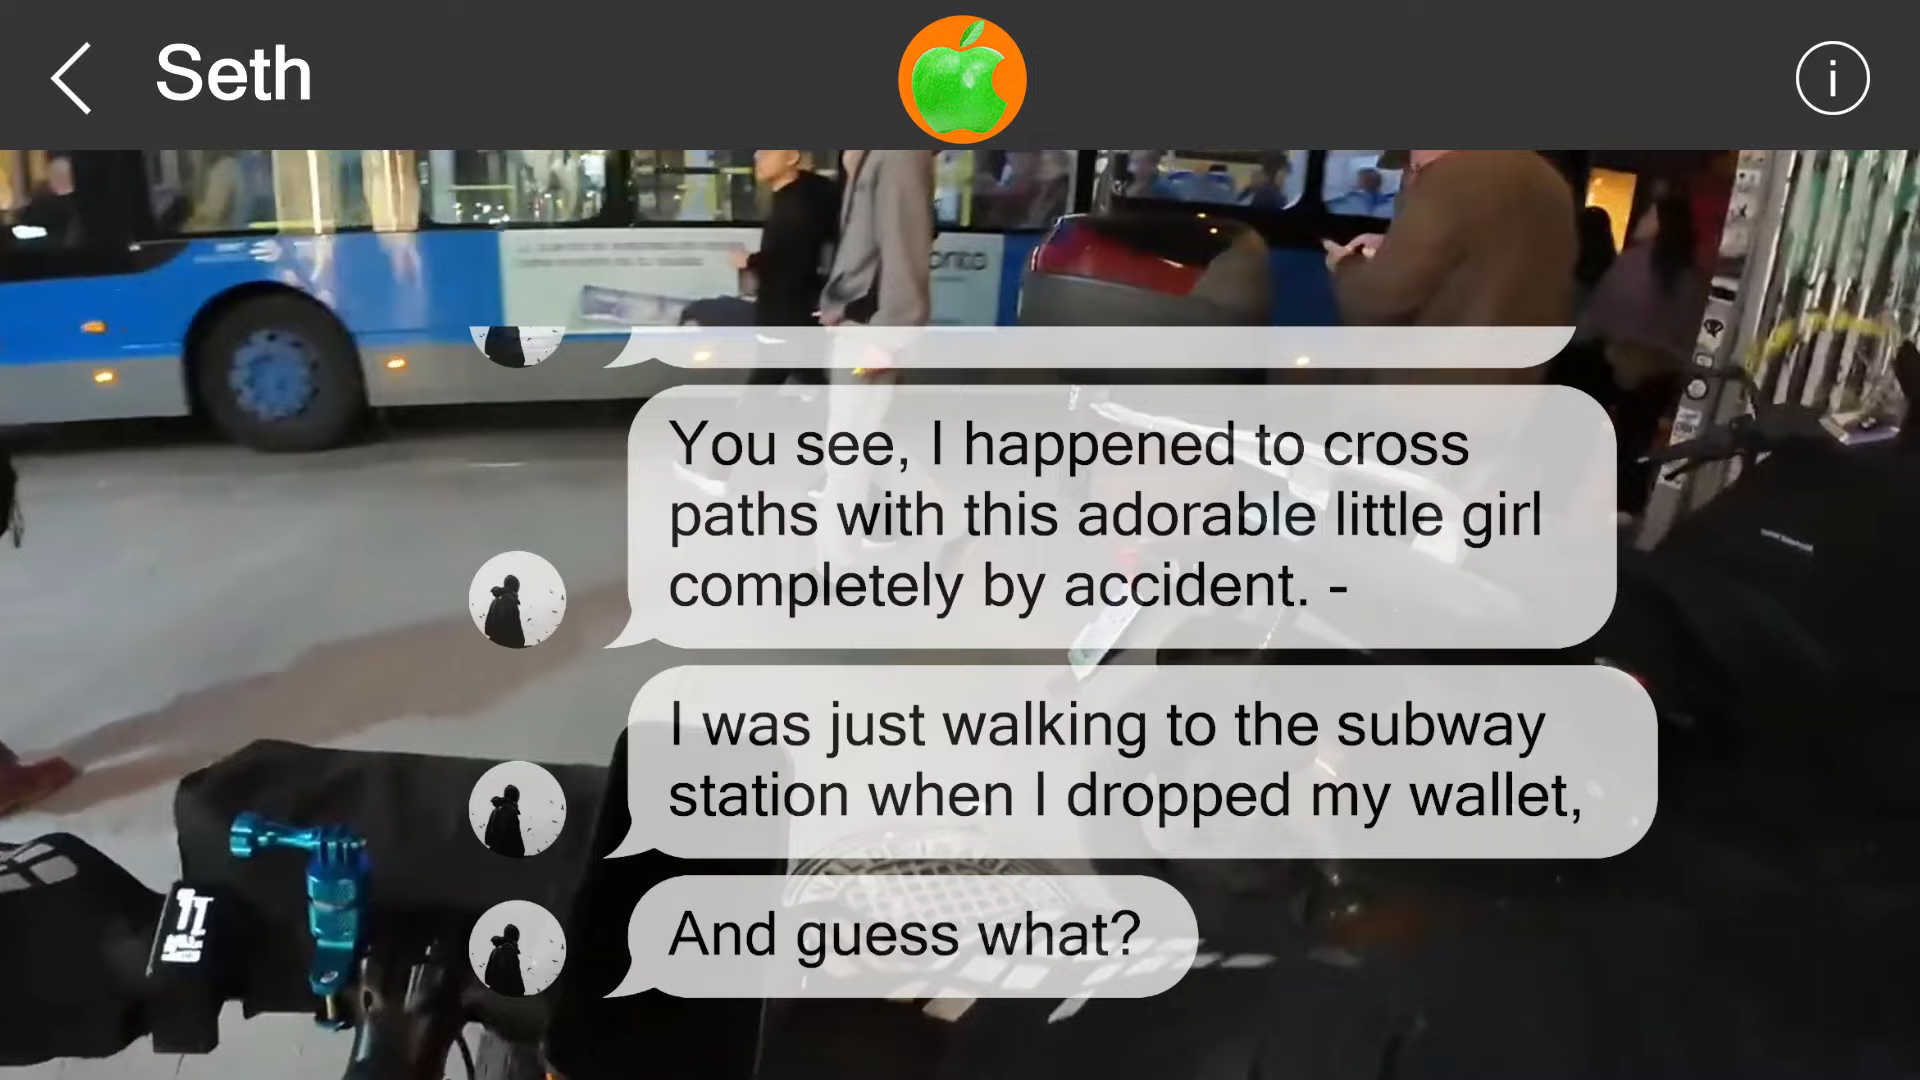 Seth
i
You see, I happened to cross
paths with this adorable little girl
completely by accident. -
I was just walking to the subway
station when I dropped my wallet,
And guess what?